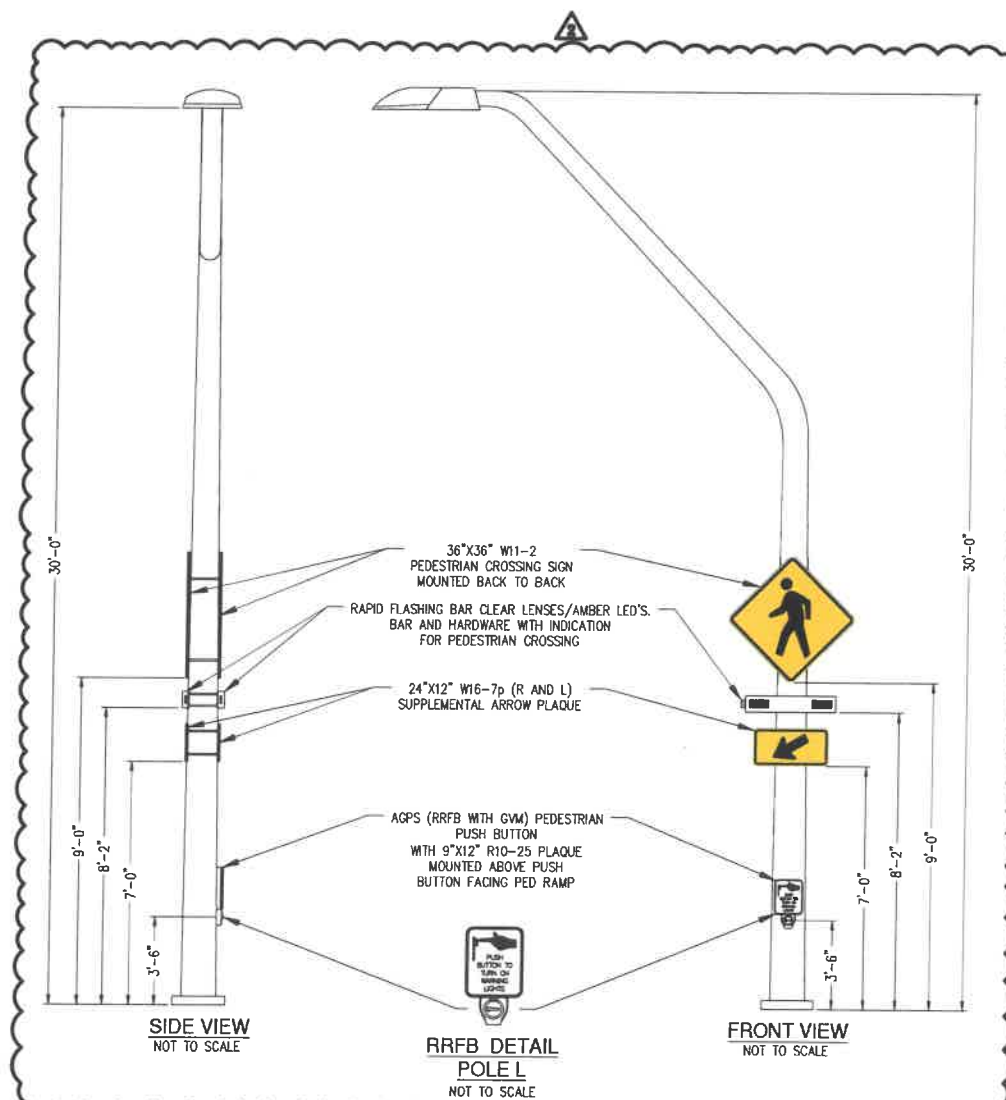 2
30'-0"
9'-0"
8'-2"
7'-0"
3'-6"
36"X36" W11-2
PEDESTRIAN CROSSING SIGN
MOUNTED BACK TO BACK
RAPID FLASHING BAR CLEAR LENSES/AMBER LED'S.
BAR AND HARDWARE WITH INDICATION
FOR PEDESTRIAN CROSSING
24"X12" W16-7p (R AND L)
SUPPLEMENTAL ARROW PLAQUE
AGPS (RRFB WITH GVM) PEDESTRIAN
PUSH BUTTON
WITH 9"X12" R10-25 PLAQUE
MOUNTED ABOVE PUSH
BUTTON FACING PED RAMP
30'-0"
9'-0"
8'-2"
7'-0"
3'-6"
PUSH
BUTTON TO
TURN ON
WARNING
LIGHTS
SIDE VIEW
NOT TO SCALE
RRFB DETAIL
POLE L
NOT TO SCALE
FRONT VIEW
NOT TO SCALE